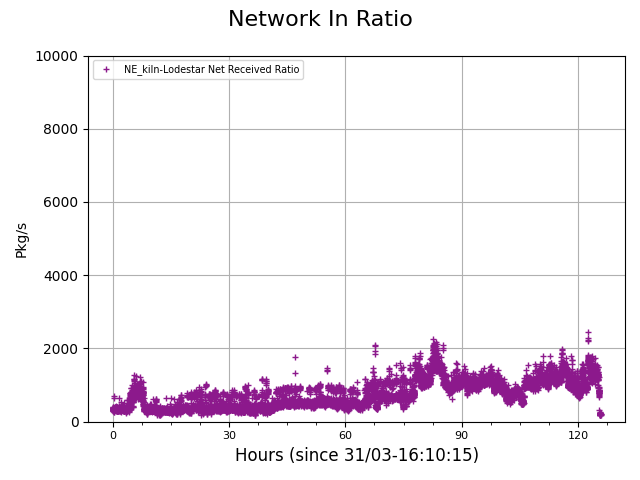 Network In Ratio
10000
NE_kiln-Lodestar Net Received Ratio
8000
6000
Pkg/s
4000
2000
0
0 30 60 90 120
Hours (since 31/03-16:10:15)